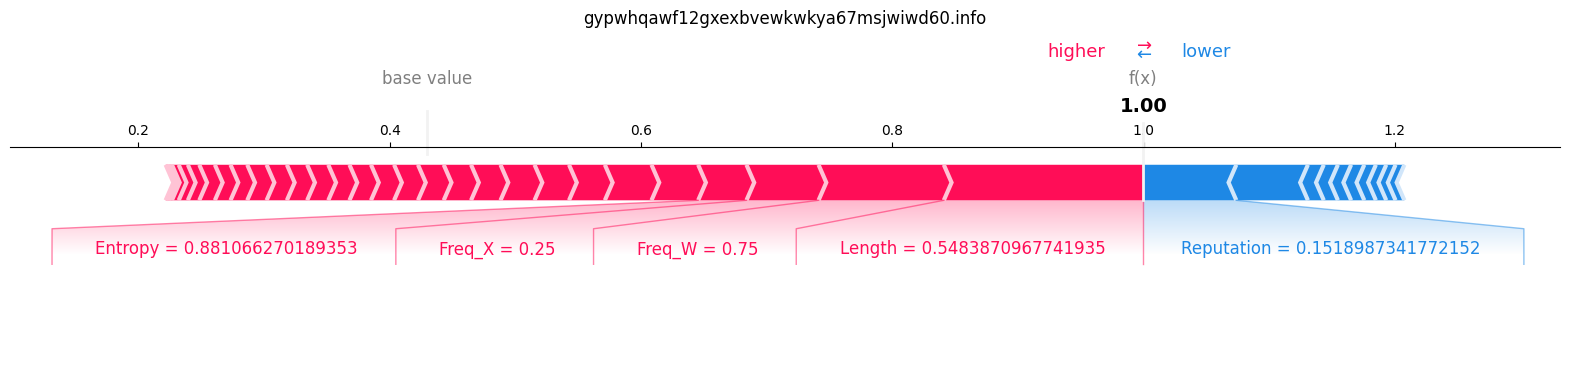 gypwhqawf12gxexbvewkwkya67msjwiwd60.info
higher ⇄ lower
base value f(x)
1.00
0.2 0.4 0.6 0.8 1.0 1.2
Entropy = 0.881066270189353 Freq_X = 0.25 Freq_W = 0.75 Length = 0.5483870967741935 Reputation = 0.1518987341772152